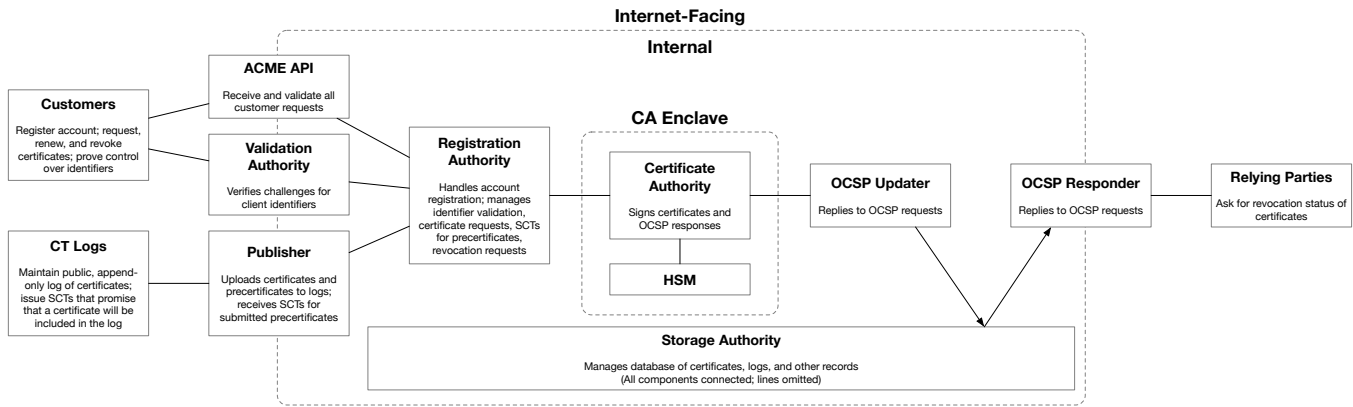 Internet-Facing
Internal
ACME API
Receive and validate all
customer requests
Customers
Register account; request,
renew, and revoke
certificates; prove control
over identifiers
Validation
Authority
Verifies challenges for
client identifiers
CT Logs
Maintain public, append-
only log of certificates;
issue SCTs that promise
that a certificate will be
included in the log
Publisher
Uploads certificates and
precertificates to logs;
receives SCTs for
submitted precertificates
Registration
Authority
Handles account
registration; manages
identifier validation,
certificate requests, SCTs
for precertificates,
revocation requests
CA Enclave
Certificate
Authority
Signs certificates and
OCSP responses
HSM
OCSP Updater
Replies to OCSP requests
OCSP Responder
Replies to OCSP requests
Relying Parties
Ask for revocation status of
certificates
Storage Authority
Manages database of certificates, logs, and other records
(All components connected; lines omitted)